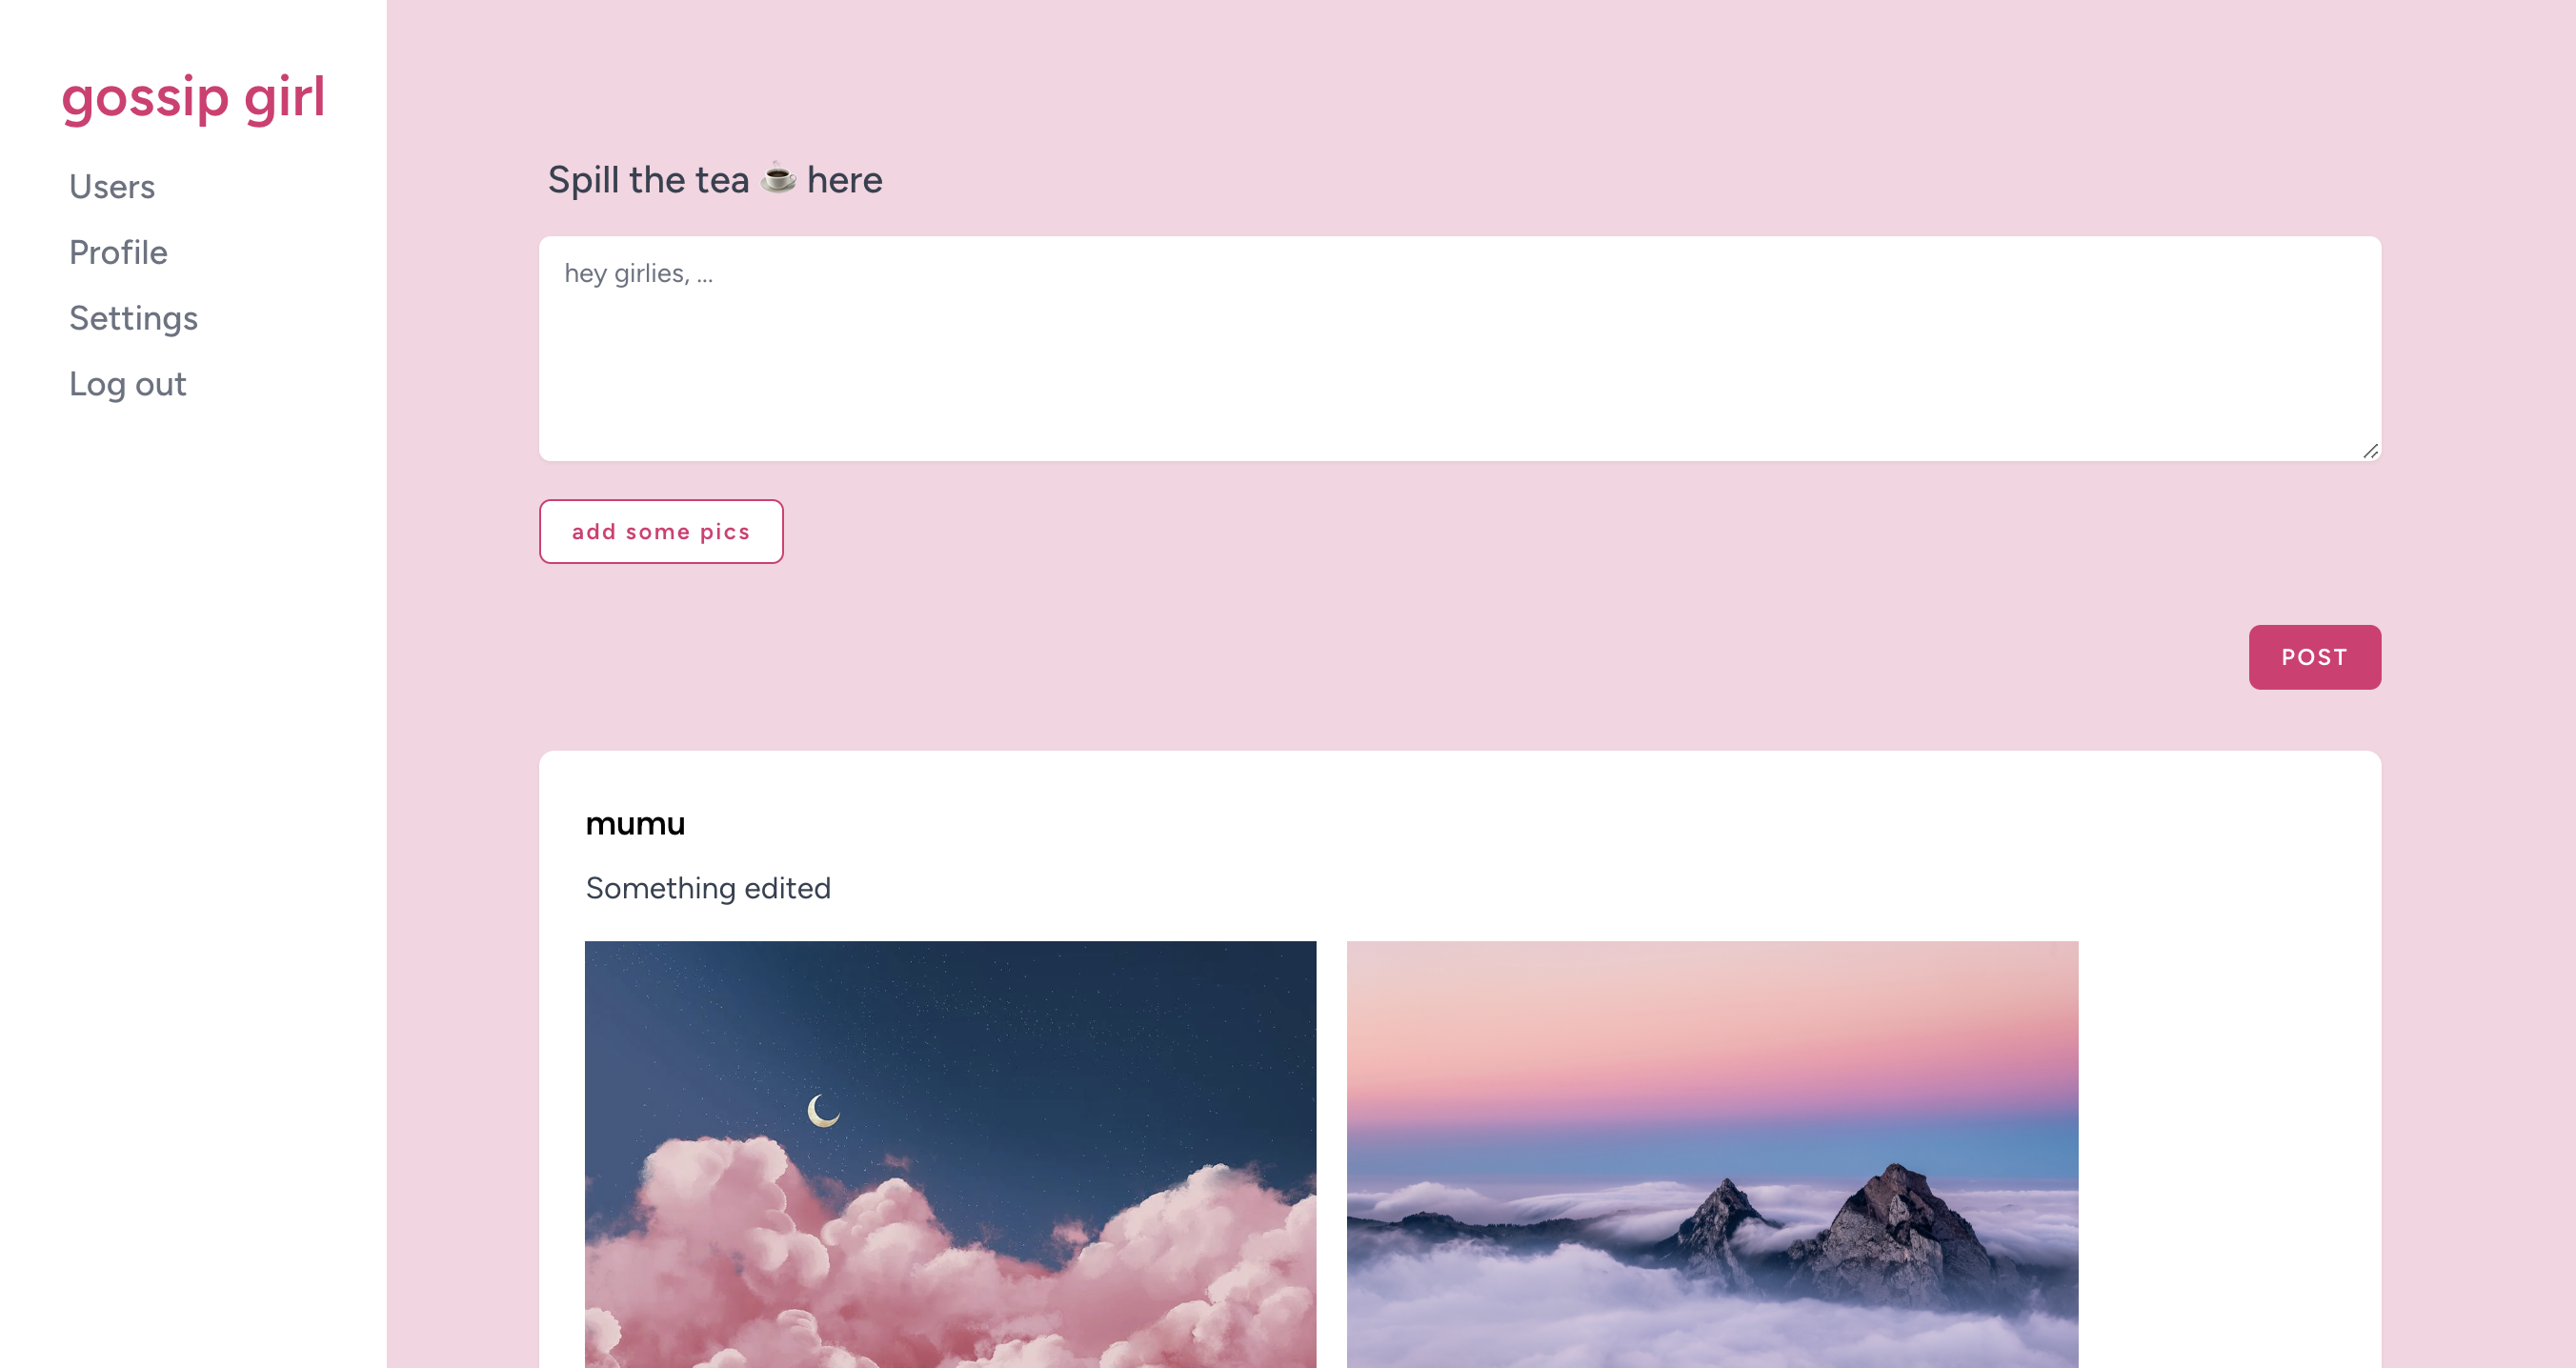 gossip girl
Users
Profile
Settings
Log out
Spill the tea ☕ here
hey girlies, ...
add some pics
POST
mumu
Something edited